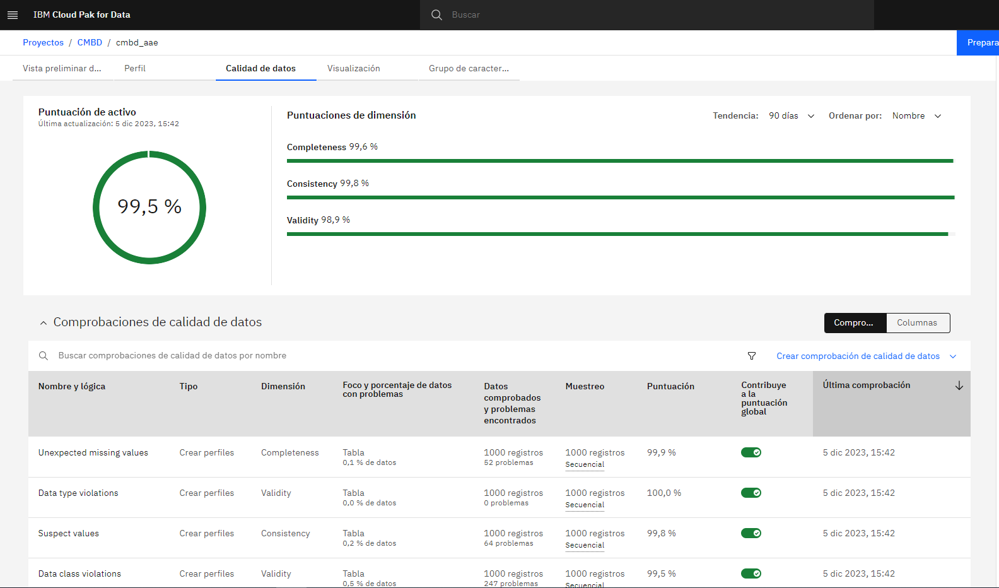 IBM Cloud Pak for Data
Buscar
Proyectos / CMBD / cmbd_aae
Prepara
Vista preliminar d...
Perfil
Calidad de datos
Visualización
Grupo de caracter...
Puntuación de activo
Última actualización: 5 dic 2023, 15:42
99,5 %
Puntuaciones de dimensión
Tendencia: 90 días
Ordenar por: Nombre
Completeness 99,6 %
Consistency 99,8 %
Validity 98,9 %
Comprobaciones de calidad de datos
Compro...
Columnas
Buscar comprobaciones de calidad de datos por nombre
Crear comprobación de calidad de datos
Nombre y lógica
Tipo
Dimensión
Foco y porcentaje de datos
con problemas
Datos
comprobados
y problemas
encontrados
Muestreo
Puntuación
Contribuye
a la
puntuación
global
Última comprobación
Unexpected missing values
Crear perfiles
Completeness
Tabla
0,1 % de datos
1000 registros
52 problemas
1000 registros
Secuencial
99,9 %
5 dic 2023, 15:42
Data type violations
Crear perfiles
Validity
Tabla
0,0 % de datos
1000 registros
0 problemas
1000 registros
Secuencial
100,0 %
5 dic 2023, 15:42
Suspect values
Crear perfiles
Consistency
Tabla
0,2 % de datos
1000 registros
64 problemas
1000 registros
Secuencial
99,8 %
5 dic 2023, 15:42
Data class violations
Crear perfiles
Validity
Tabla
0,5 % de datos
1000 registros
247 problemas
1000 registros
Secuencial
99,5 %
5 dic 2023, 15:42